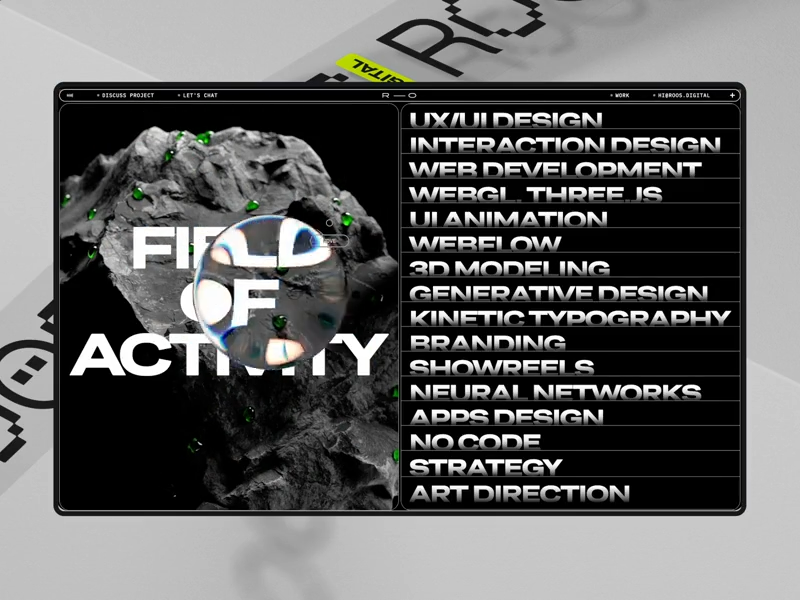 DISCUSS PROJECT
LET'S CHAT
R—O
WORK
HI@ROOS.DIGITAL
+
FIELD
OF
ACTIVITY
UX/UI DESIGN
INTERACTION DESIGN
WEB DEVELOPMENT
WEBGL, THREE.JS
UI ANIMATION
WEBFLOW
3D MODELING
GENERATIVE DESIGN
KINETIC TYPOGRAPHY
BRANDING
SHOWREELS
NEURAL NETWORKS
APPS DESIGN
NO CODE
STRATEGY
ART DIRECTION